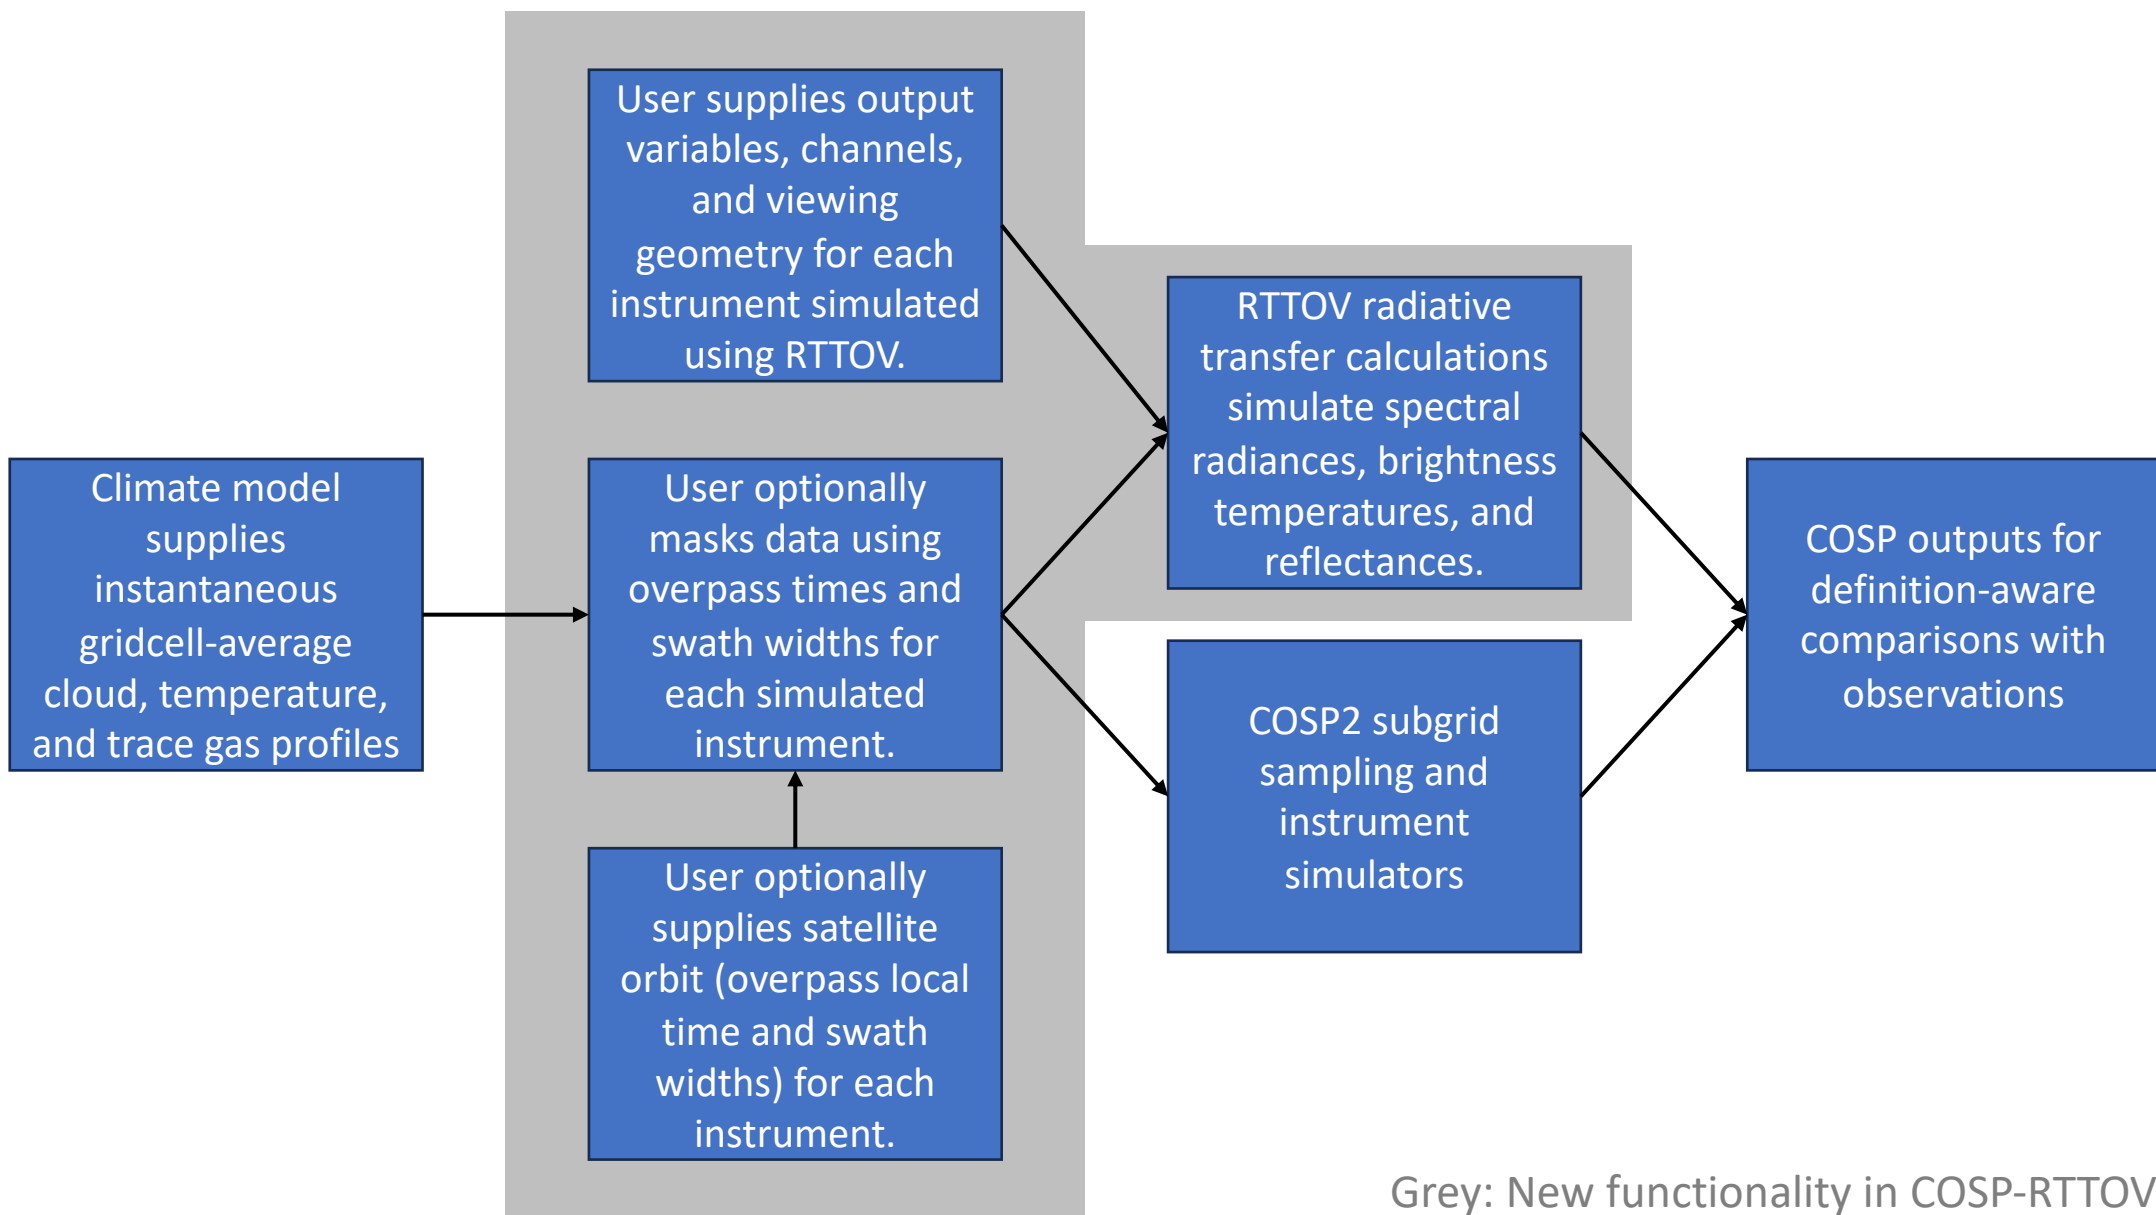 User supplies output
variables, channels,
and viewing
geometry for each
instrument simulated
using RTTOV.
Climate model
supplies
instantaneous
gridcell-average
cloud, temperature,
and trace gas profiles
User optionally
masks data using
overpass times and
swath widths for
each simulated
instrument.
User optionally
supplies satellite
orbit (overpass local
time and swath
widths) for each
instrument.
RTTOV radiative
transfer calculations
simulate spectral
radiances, brightness
temperatures, and
reflectances.
COSP2 subgrid
sampling and
instrument
simulators
COSP outputs for
definition-aware
comparisons with
observations
Grey: New functionality in COSP-RTTOV